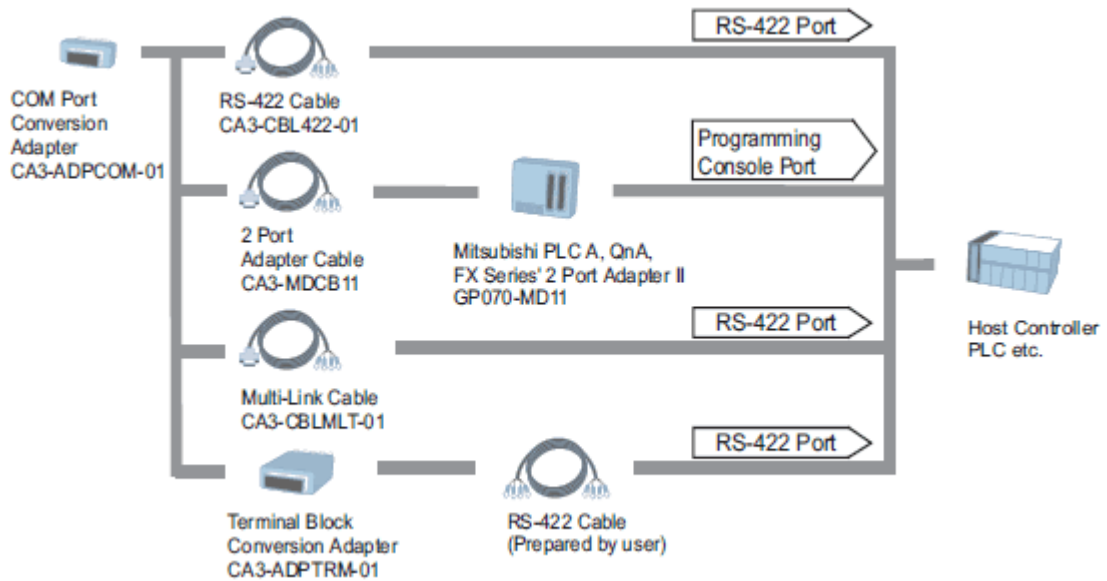 RS-422 Port
COM Port
Conversion
Adapter
CA3-ADPCOM-01
RS-422 Cable
CA3-CBL422-01
Programming
Console Port
2 Port
Adapter Cable
CA3-MDCB11
Mitsubishi PLC A, QnA,
FX Series' 2 Port Adapter II
GP070-MD11
RS-422 Port
Host Controller
PLC etc.
Multi-Link Cable
CA3-CBLMLT-01
RS-422 Port
Terminal Block
Conversion Adapter
CA3-ADPTRM-01
RS-422 Cable
(Prepared by user)